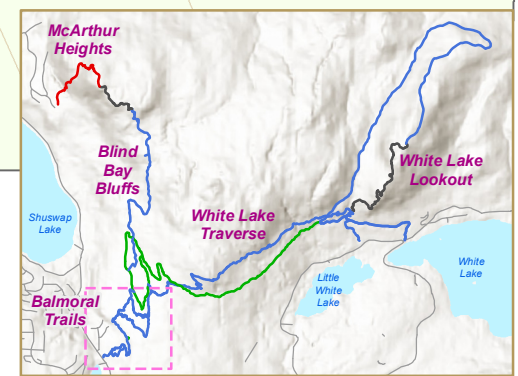 McArthur
Heights
Blind
Bay
Bluffs
White Lake
Lookout
White Lake
Traverse
Shuswap
Lake
Little
White
Lake
White
Lake
Balmoral
Trails